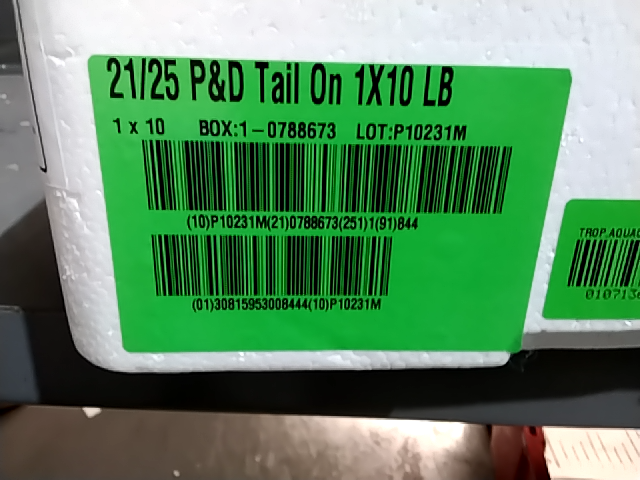 21/25 P&D Tail On 1X10 LB
1 x 10 BOX:1-0788673 LOT:P10231M
(10)P10231M(21)0788673(251)1(91)844
(01)30815953008444(10)P10231M
TROP.AQUAC
0107136